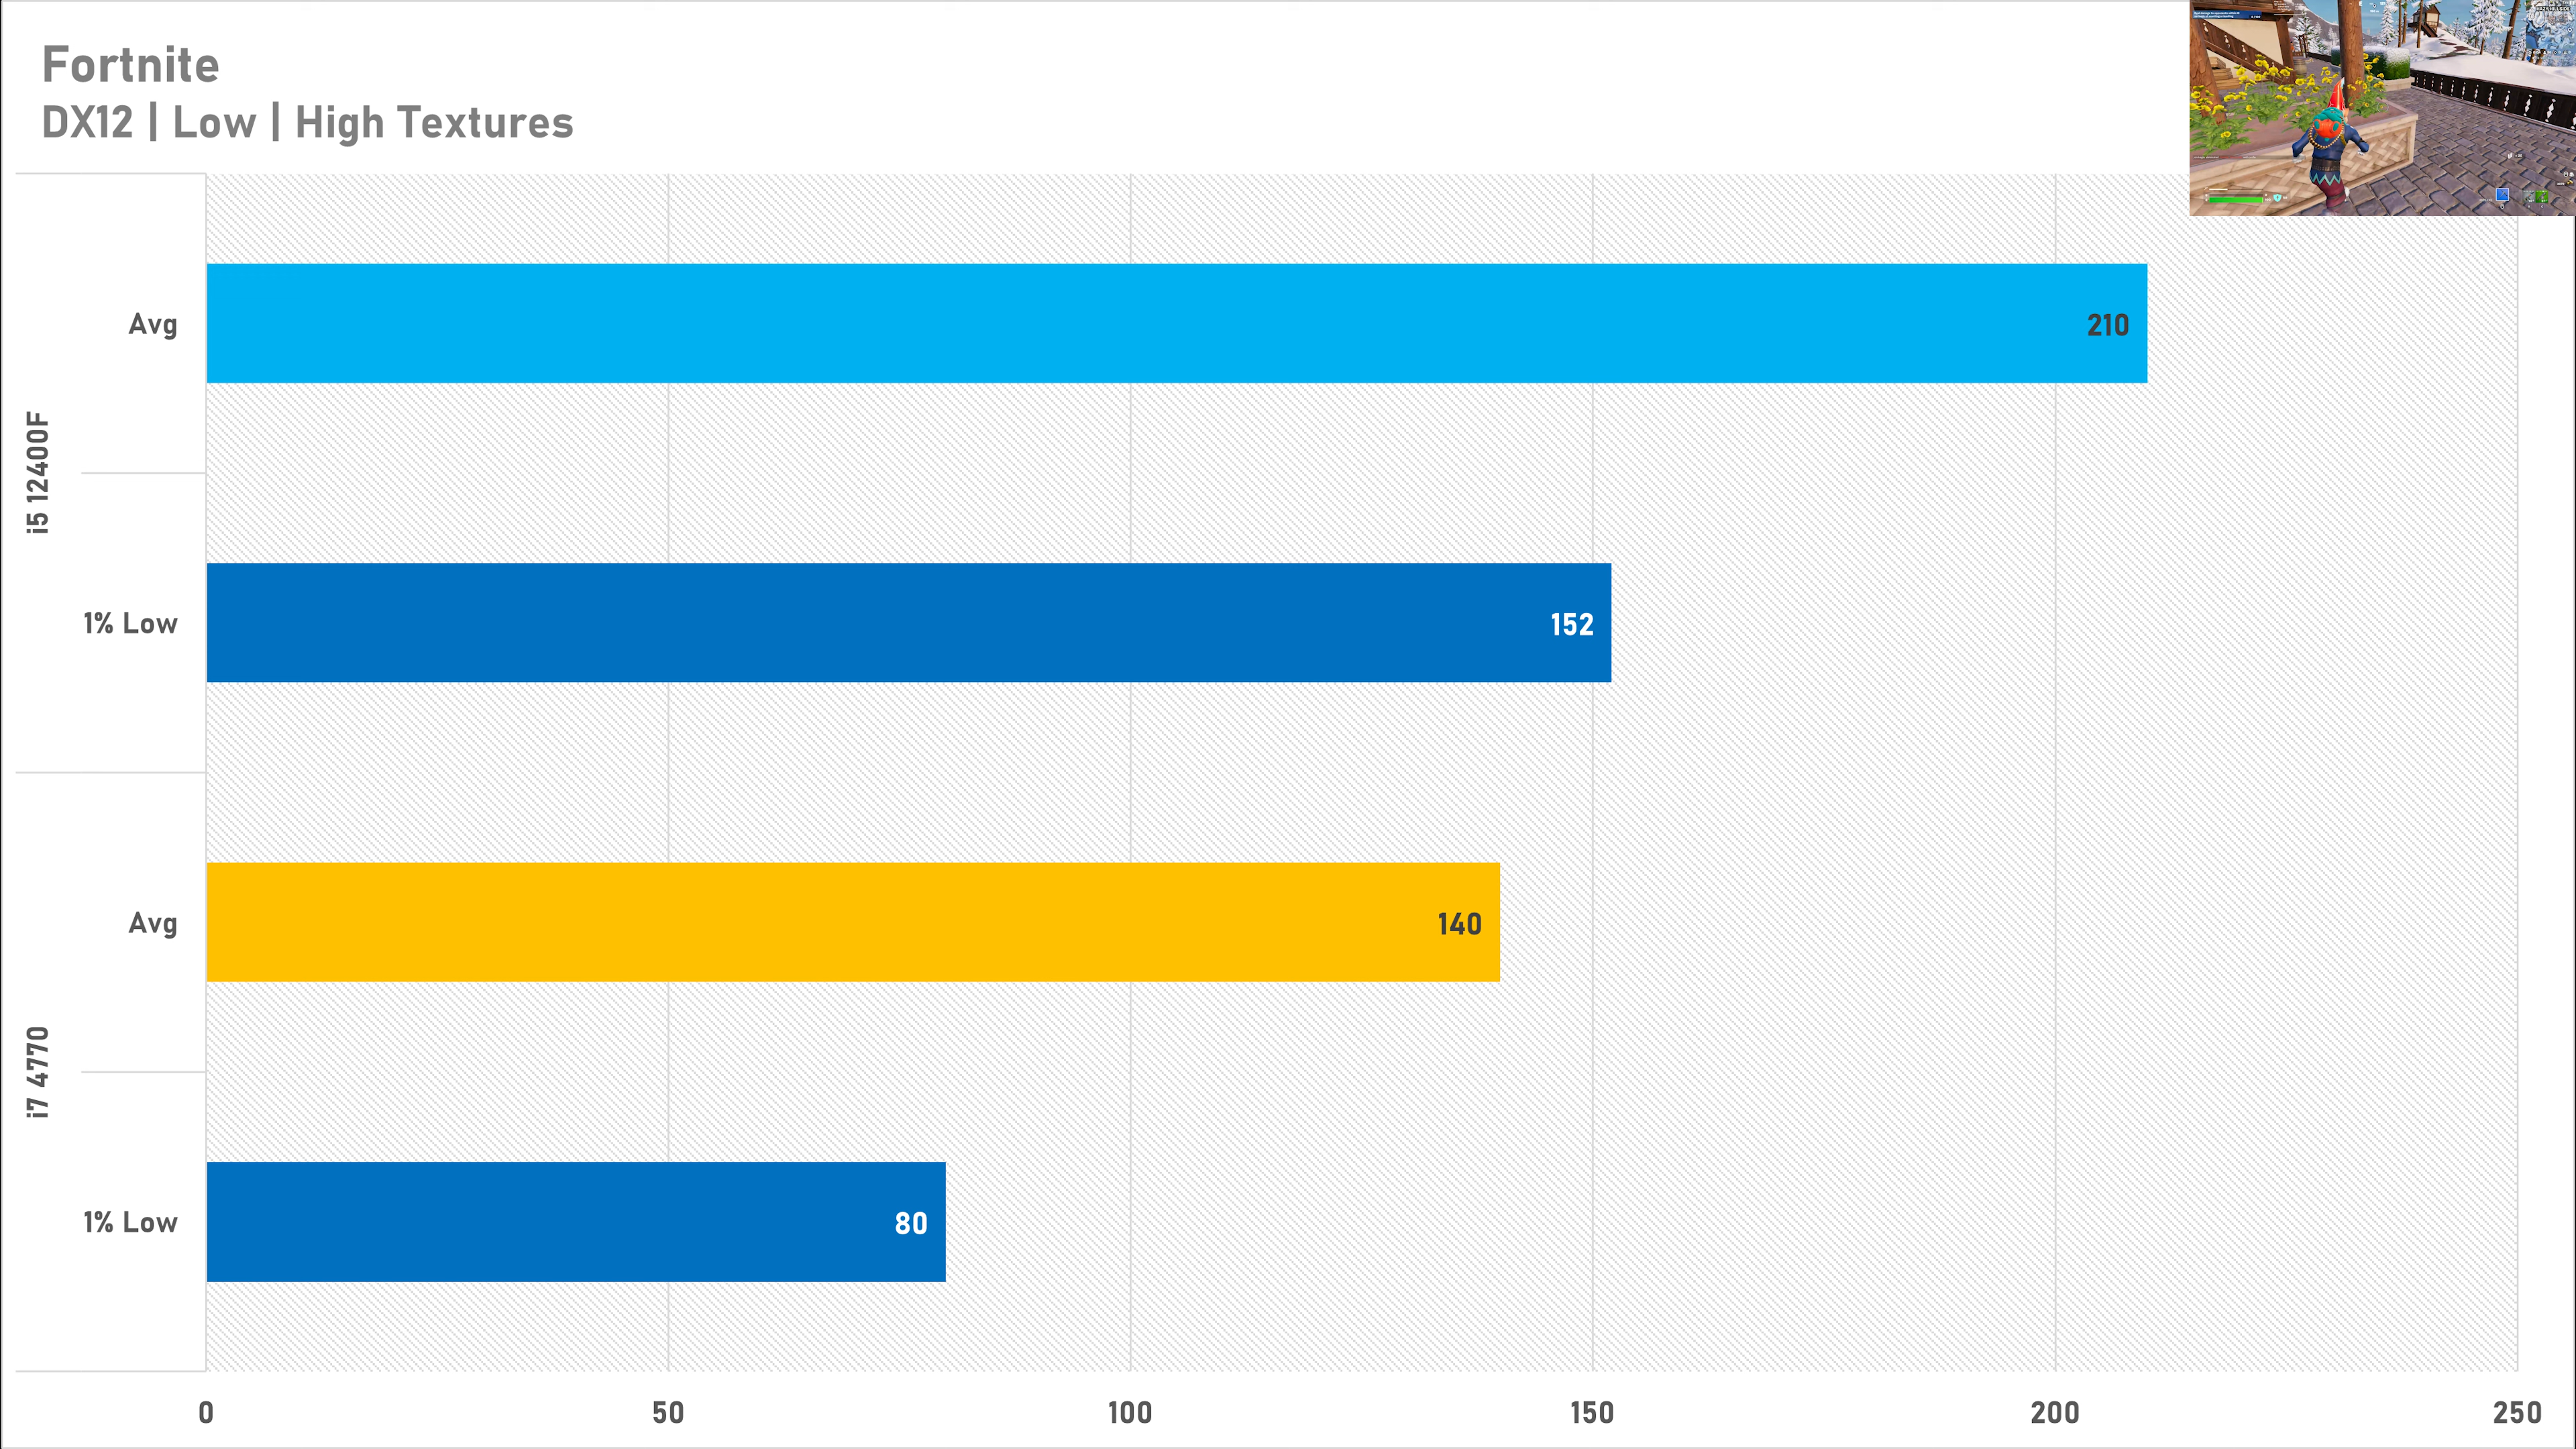 Fortnite
DX12 | Low | High Textures
i5 12400F
Avg
210
1% Low
152
i7 4770
Avg
140
1% Low
80
0
50
100
150
200
250